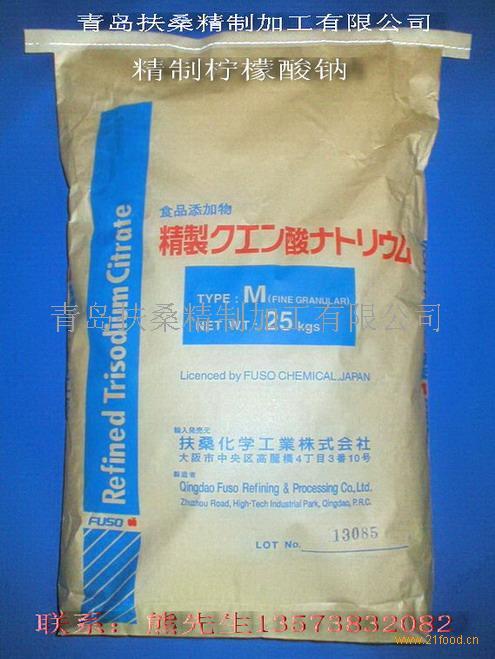 青岛扶桑精制加工有限公司
精制柠檬酸钠
食品添加物
精製クエン酸ナトリウム
TYPE : M (FINE GRANULAR)
NET WT : 25 kgs
青岛扶桑精制加工有限公司
Licenced by FUSO CHEMICAL, JAPAN
輸入発売元
扶桑化学工業株式会社
大阪市中央区高麗橋4丁目3番10号
製造者
Qingdao Fuso Refining & Processing Co., Ltd.
Zhuzhou Road, High-Tech Industrial Park, Qingdao, P.R.C.
LOT No. 13085
Refined Trisodium Citrate
FUSO
联系：熊先生13573832082
www.21food.cn